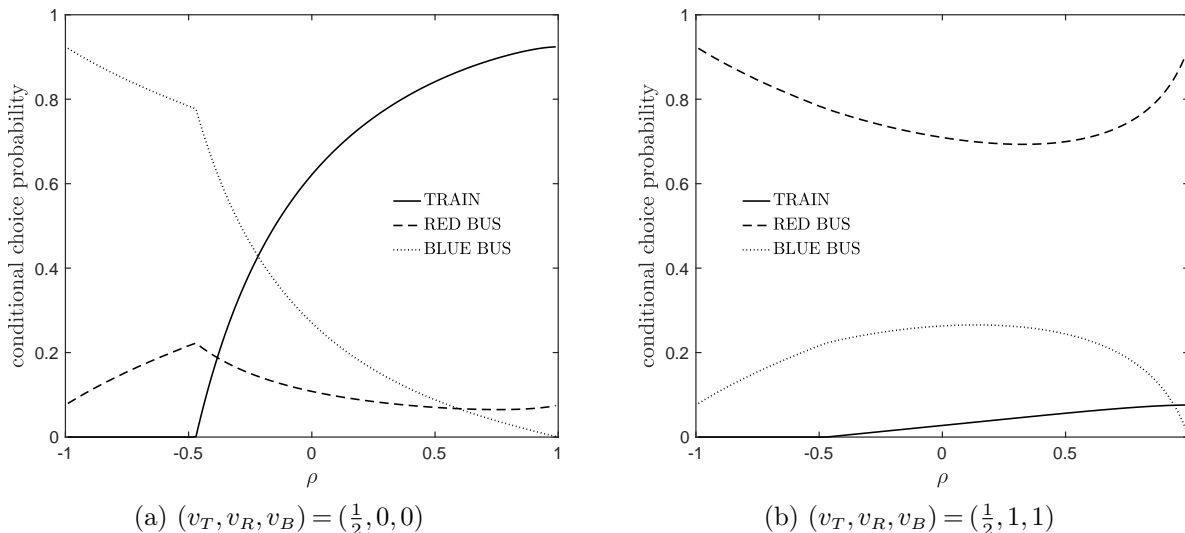 1
0.8
0.6
0.4
0.2
0
conditional choice probability
TRAIN
RED BUS
BLUE BUS
-1 -0.5 0 0.5 1
ρ
(a) (v_T, v_R, v_B) = (1/2, 0, 0)
1
0.8
0.6
0.4
0.2
0
conditional choice probability
TRAIN
RED BUS
BLUE BUS
-1 -0.5 0 0.5
ρ
(b) (v_T, v_R, v_B) = (1/2, 1, 1)